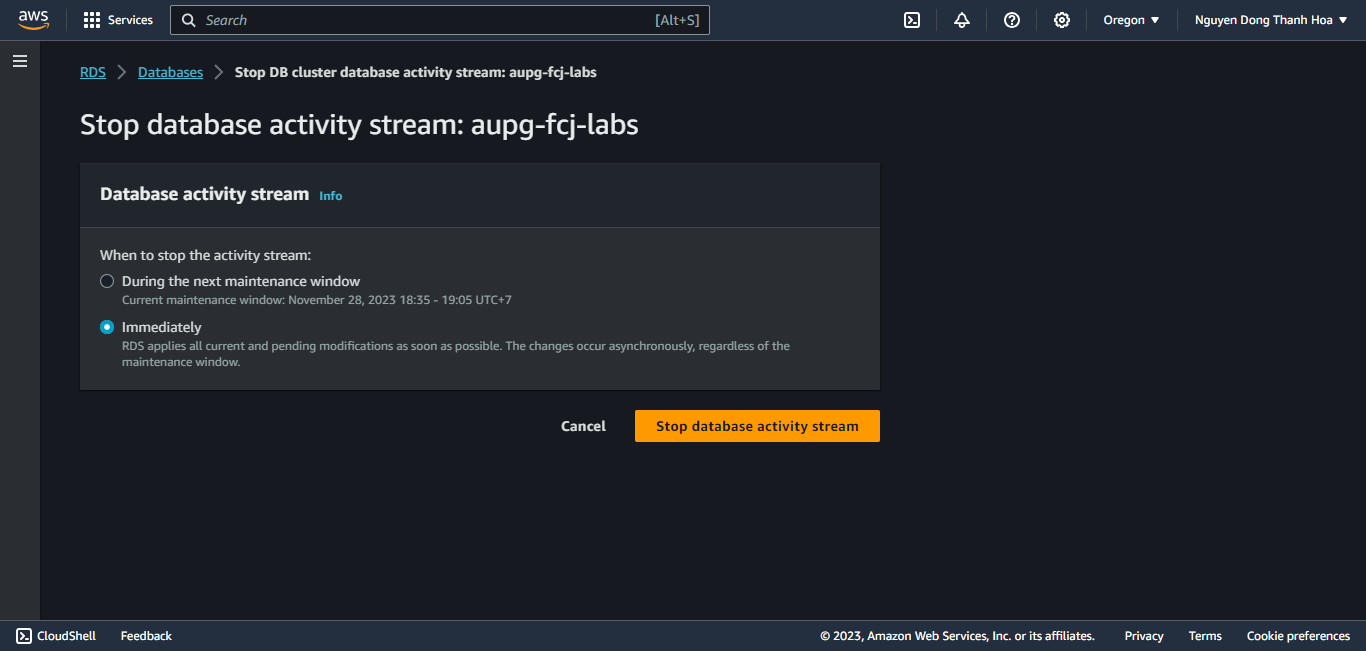 aws
Services
Search [Alt+S]
Oregon ▼
Nguyen Dong Thanh Hoa ▼
RDS > Databases > Stop DB cluster database activity stream: aupg-fcj-labs
Stop database activity stream: aupg-fcj-labs
Database activity stream Info
When to stop the activity stream:
During the next maintenance window
Current maintenance window: November 28, 2023 18:35 - 19:05 UTC+7
Immediately
RDS applies all current and pending modifications as soon as possible. The changes occur asynchronously, regardless of the
maintenance window.
Cancel Stop database activity stream
CloudShell Feedback © 2023, Amazon Web Services, Inc. or its affiliates. Privacy Terms Cookie preferences